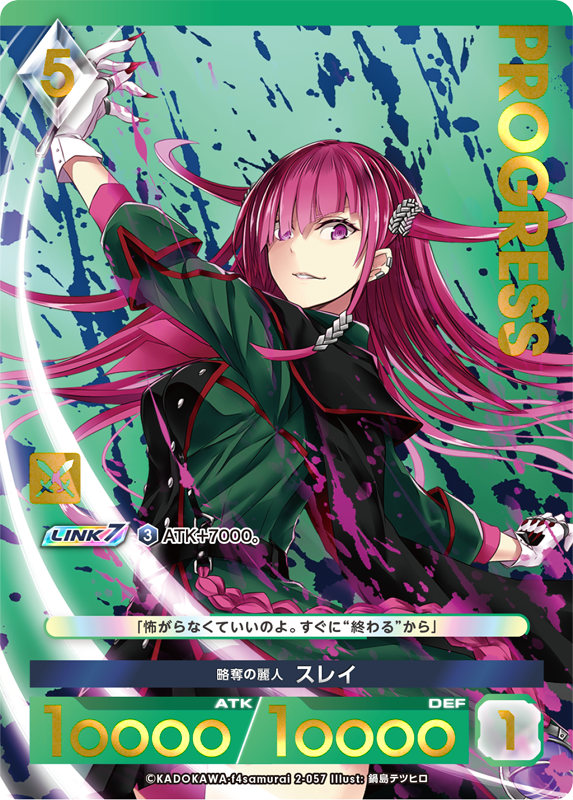 5
PROGRESS
LINK 7 3 ATK+7000。
「怖がらなくていいのよ。すぐに“終わる”から」
略奪の麗人 スレイ
ATK DEF
10000/10000 1
©KADOKAWA-f4samurai 2-057 Illust: 鍋島テツヒロ